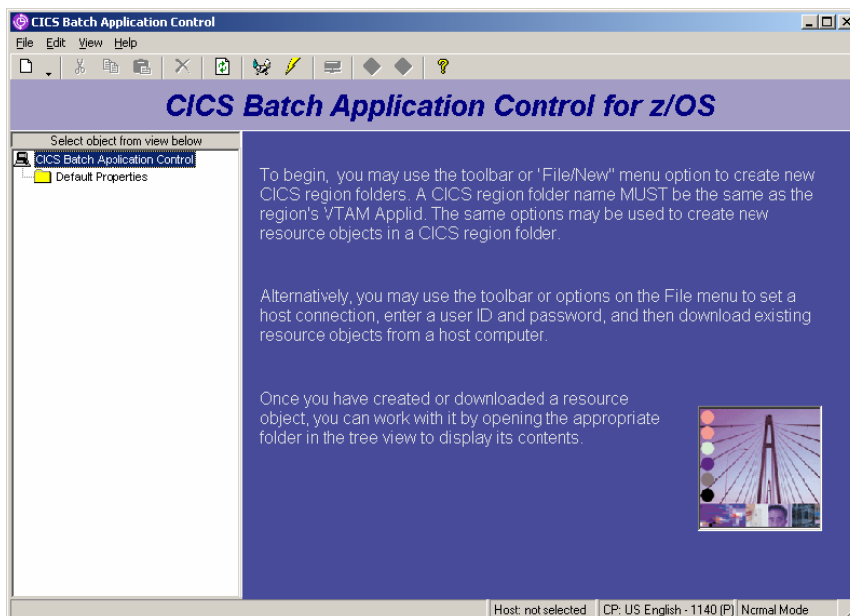 CICS Batch Application Control
File Edit View Help
CICS Batch Application Control for z/OS
Select object from view below
CICS Batch Application Control
Default Properties
To begin, you may use the toolbar or 'File/New" menu option to create new
CICS region folders. A CICS region folder name MUST be the same as the
region's VTAM Applid. The same options may be used to create new
resource objects in a CICS region folder.
Alternatively, you may use the toolbar or options on the File menu to set a
host connection, enter a user ID and password, and then download existing
resource objects from a host computer.
Once you have created or downloaded a resource
object, you can work with it by opening the appropriate
folder in the tree view to display its contents.
Host: not selected CP: US English - 1140 (P) Normal Mode